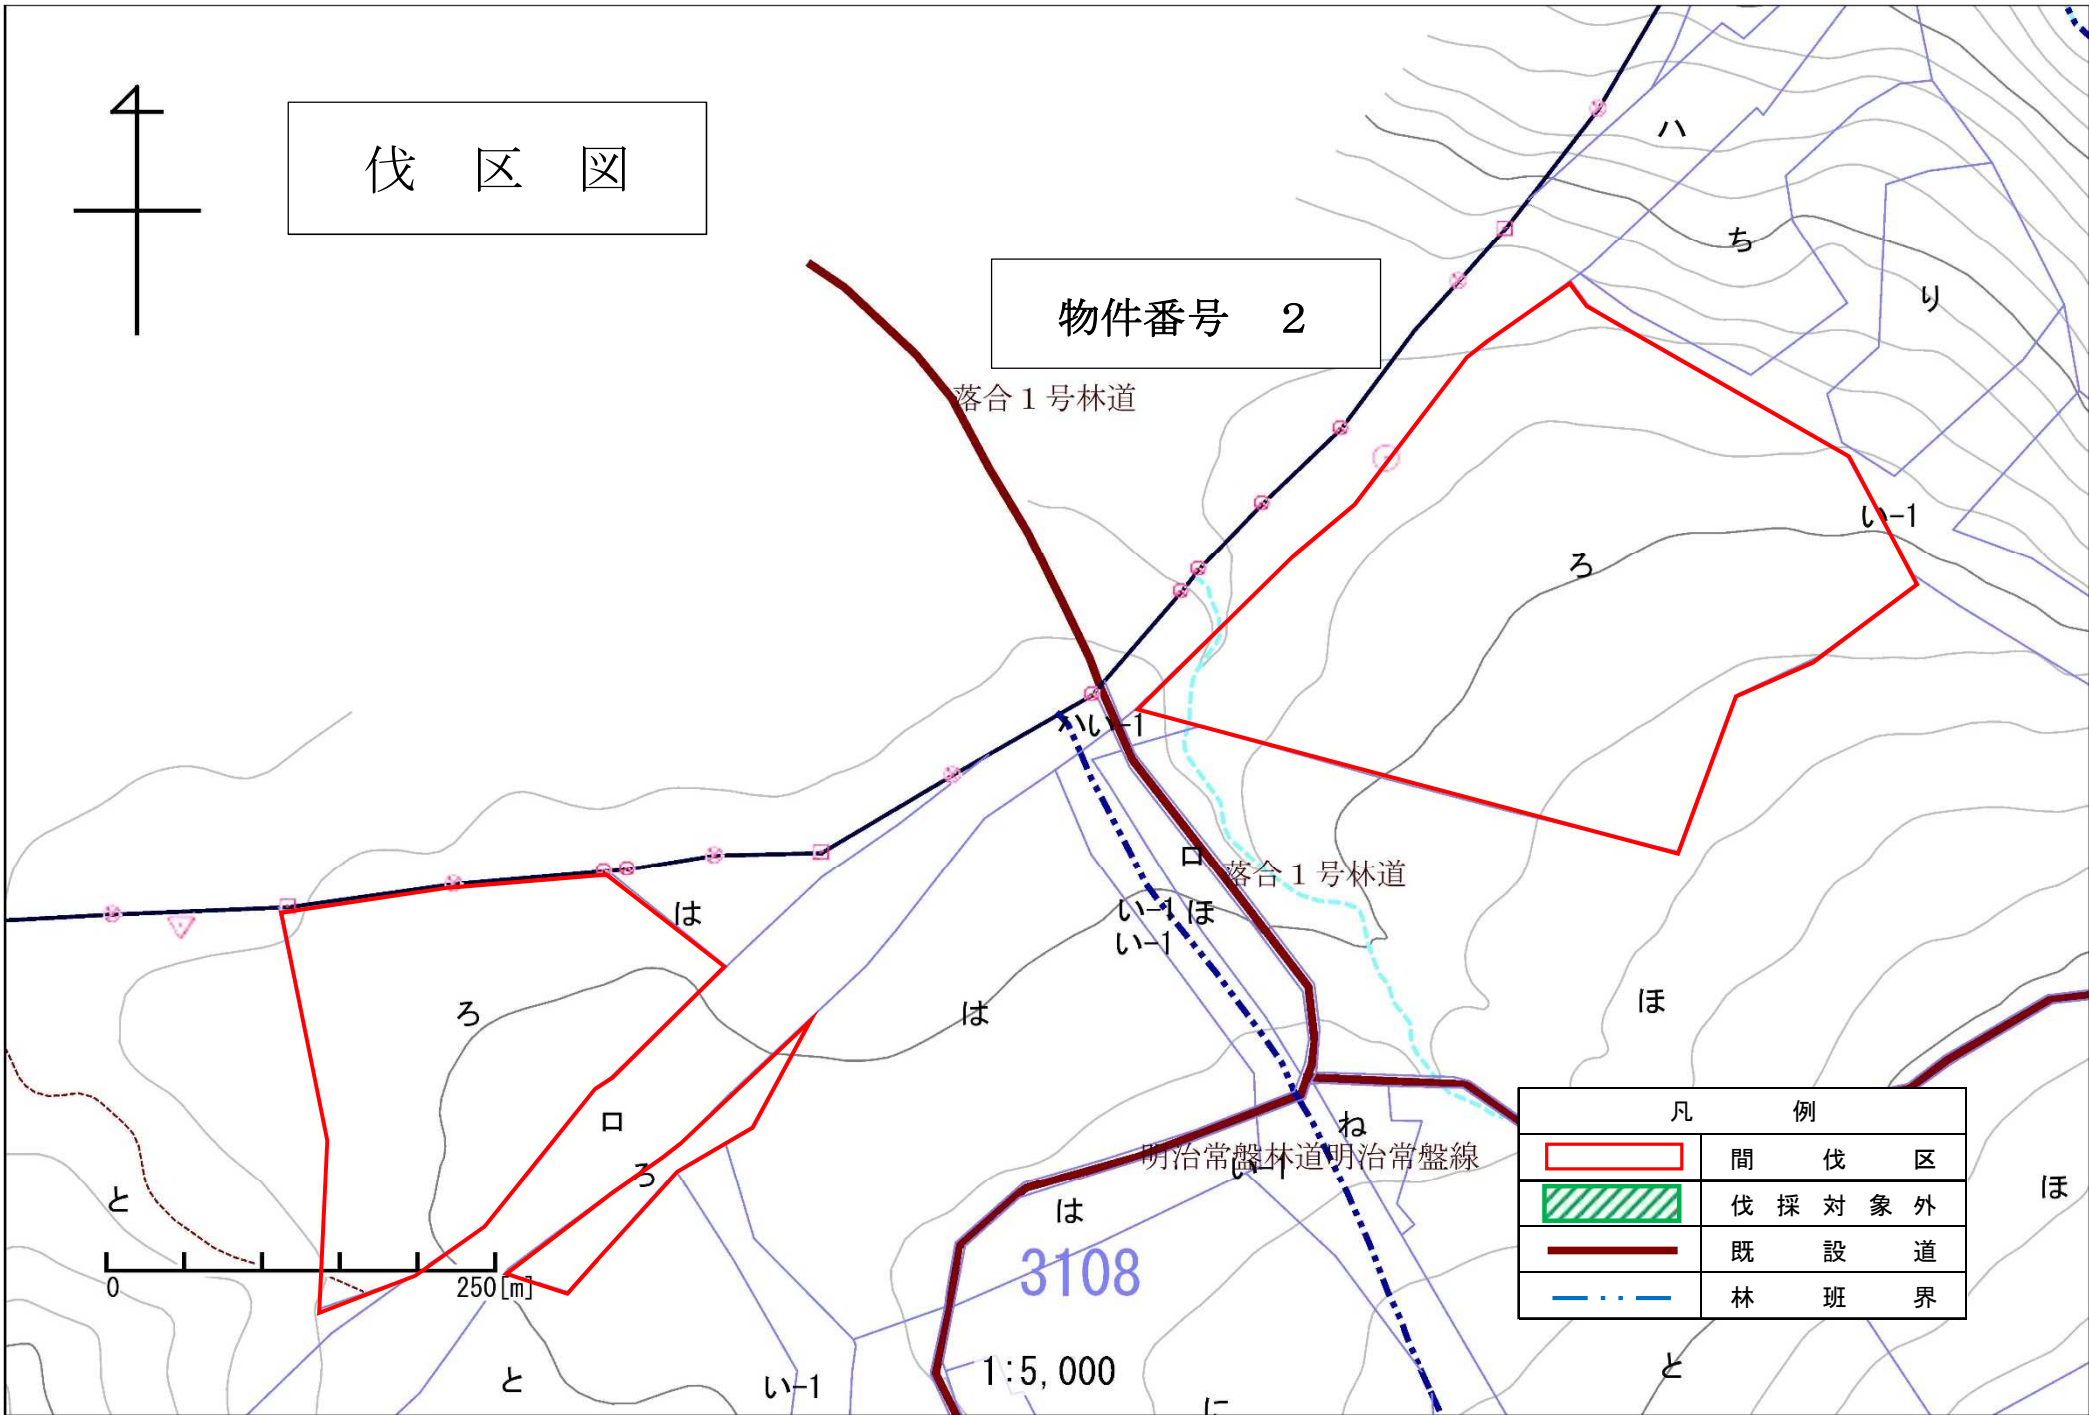 伐　区　図
ハ
ち
り
物件番号　２
落合１号林道
い-1
ろ
ハ
い-1
ロ
落合１号林道
は
い-1
ほ
い-1
ろ
は
ほ
ロ
ね
明治常盤林道明治常盤線
い-1
ろ
と
は
ほ
0
250[m]
3108
1:5,000
と
い-1
に
と
凡　例
間　伐　区
伐　採　対　象　外
既　設　道
林　班　界